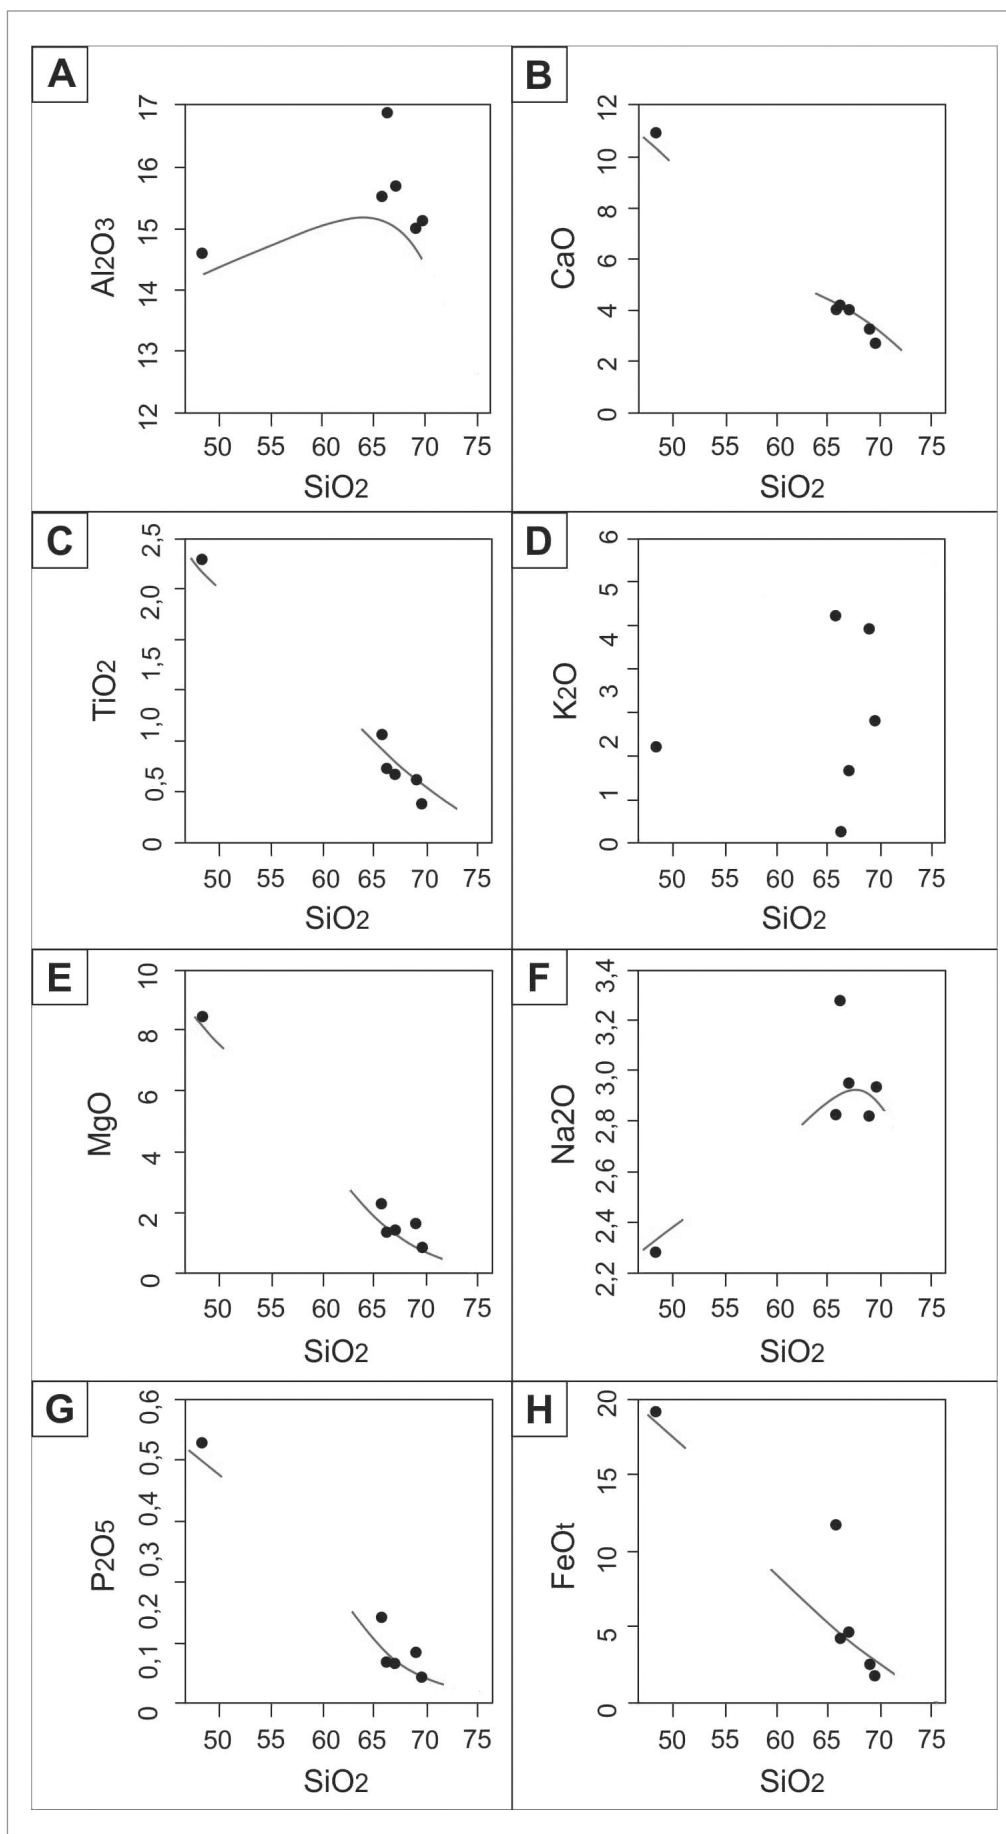 A
B
17
16
15
14
13
12
Al2O3
50 55 60 65 70 75
SiO2
12
10
8
6
4
2
0
CaO
50 55 60 65 70 75
SiO2
C
D
2,5
2,0
1,5
1,0
0,5
0
TiO2
50 55 60 65 70 75
SiO2
6
5
4
3
2
1
0
K2O
50 55 60 65 70 75
SiO2
E
F
10
8
6
4
2
0
MgO
50 55 60 65 70 75
SiO2
3,4
3,2
3,0
2,8
2,6
2,4
2,2
Na2O
50 55 60 65 70 75
SiO2
G
H
0,6
0,5
0,4
0,3
0,2
0,1
0
P2O5
50 55 60 65 70 75
SiO2
20
15
10
5
0
FeOt
50 55 60 65 70 75
SiO2